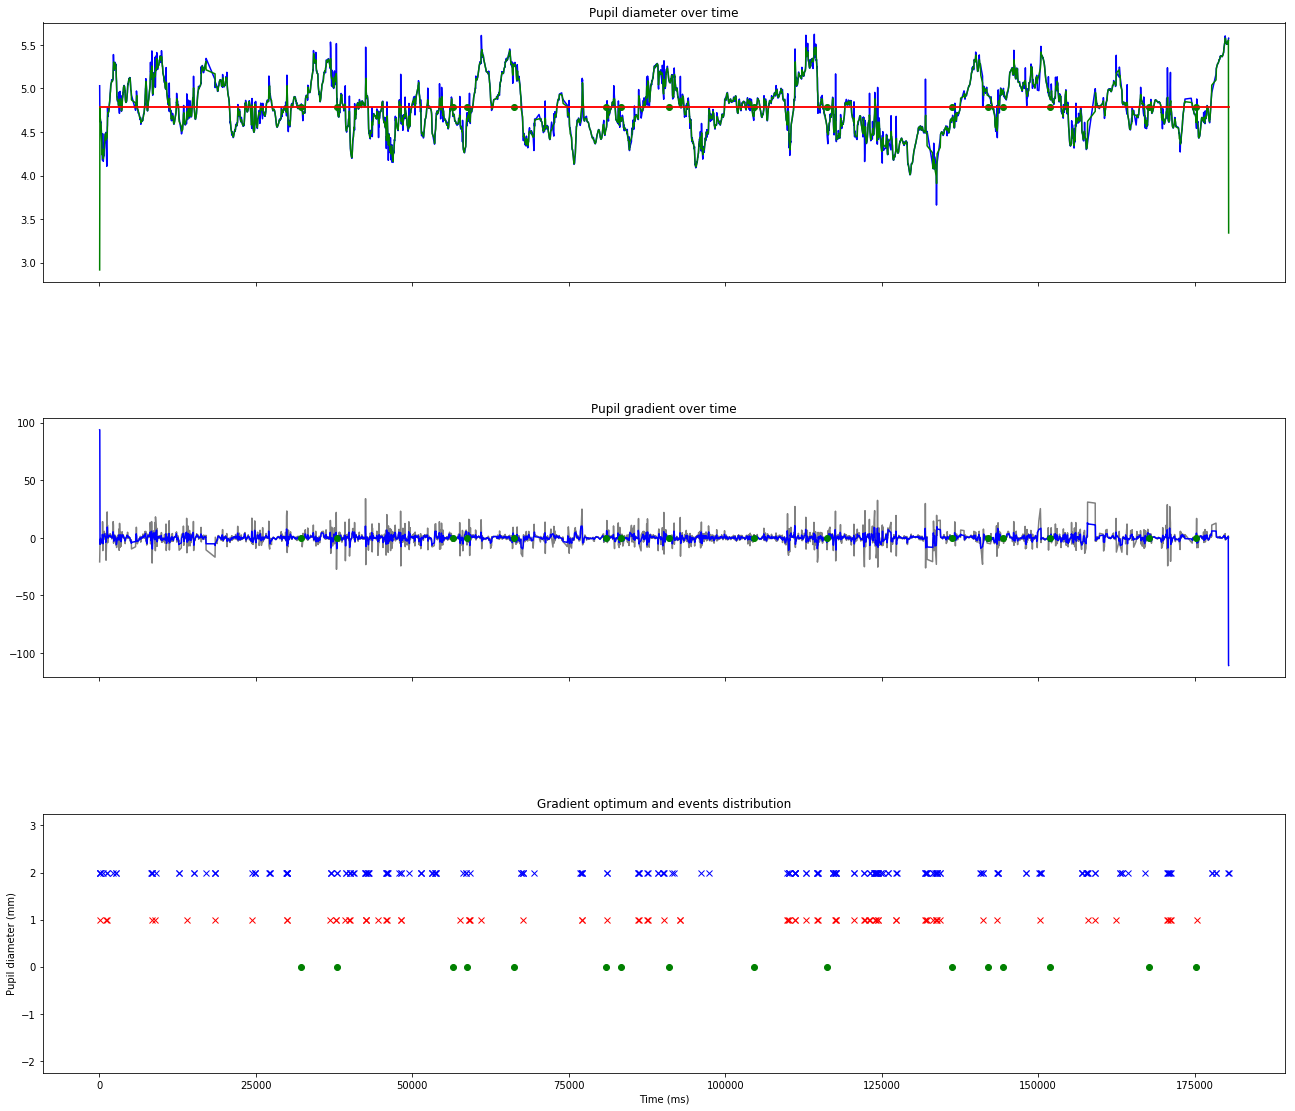 Pupil diameter over time
5.5
5.0
4.5
4.0
3.5
3.0
Pupil gradient over time
100
50
0
−50
−100
Gradient optimum and events distribution
3
2
1
0
−1
−2
Pupil diameter (mm)
0 25000 50000 75000 100000 125000 150000 175000
Time (ms)